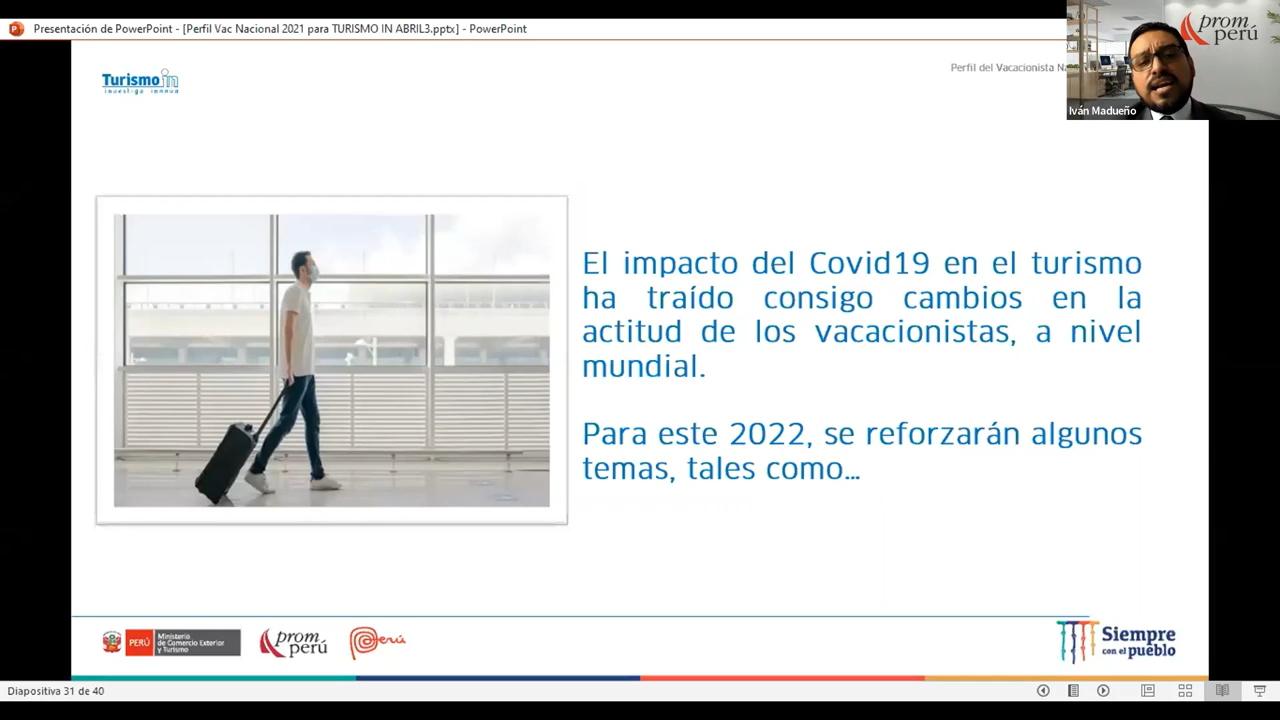 Presentación de PowerPoint - [Perfil Vac Nacional 2021 para TURISMO IN ABRIL3.pptx] - PowerPoint
prom
perú
Turismo in
investiga innova
Perfil del Vacacionista
Iván Madueño
El impacto del Covid19 en el turismo
ha traído consigo cambios en la
actitud de los vacacionistas, a nivel
mundial.
Para este 2022, se reforzarán algunos
temas, tales como...
PERÚ
Ministerio
de Comercio Exterior
y Turismo
prom
perú
Perú
Siempre
con el pueblo
Diapositiva 31 de 40